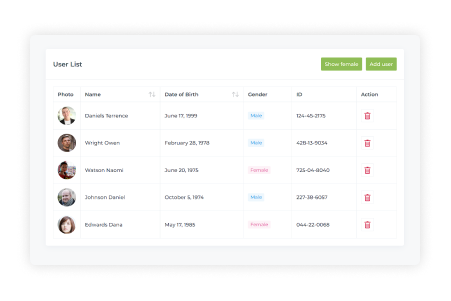 User List
Show female
Add user
Photo Name Date of Birth Gender ID Action
Daniels Terrence June 17, 1999 Male 124-45-2175
Wright Owen February 28, 1978 Male 428-13-9034
Watson Naomi June 20, 1975 Female 725-04-8040
Johnson Daniel October 5, 1974 Male 227-38-6057
Edwards Dana May 17, 1985 Female 044-22-0068